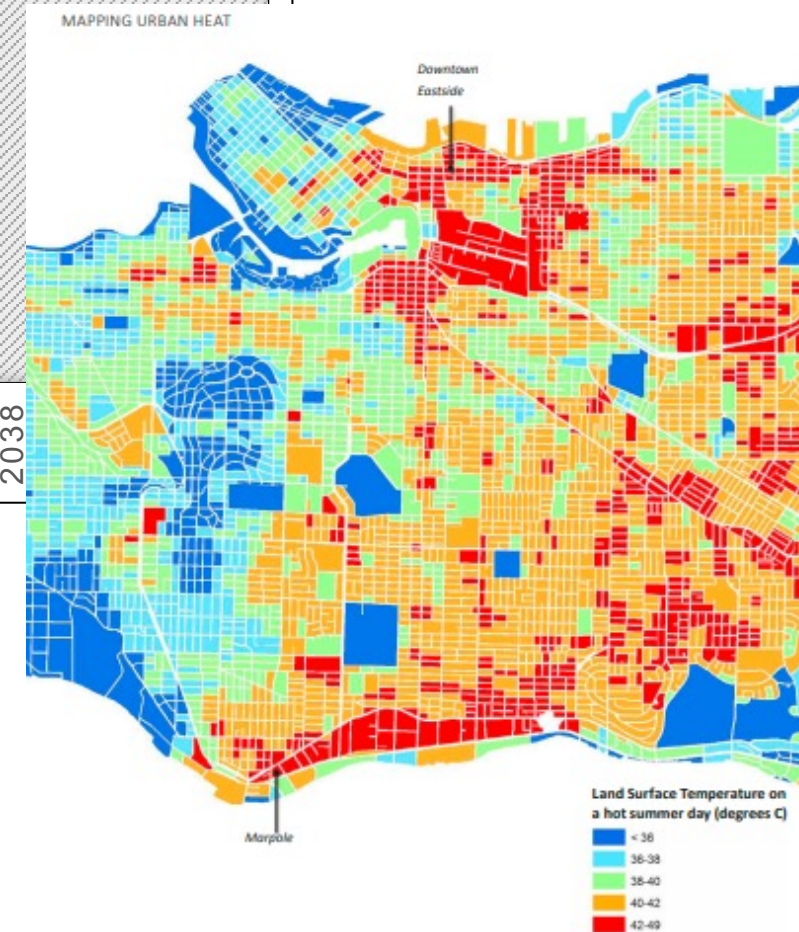 MAPPING URBAN HEAT
Downtown
Eastside
2038
Marpole
Land Surface Temperature on
a hot summer day (degrees C)
< 36
36-38
38-40
40-42
42-49